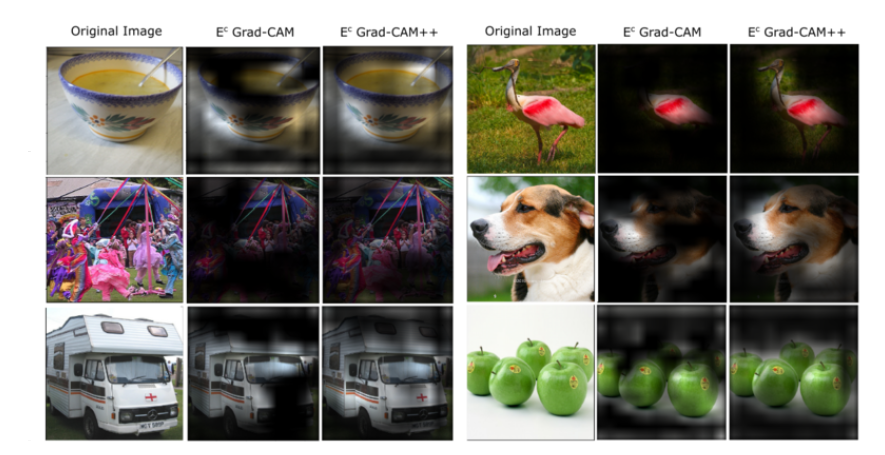 Original Image
E^c Grad-CAM
E^c Grad-CAM++
Original Image
E^c Grad-CAM
E^c Grad-CAM++